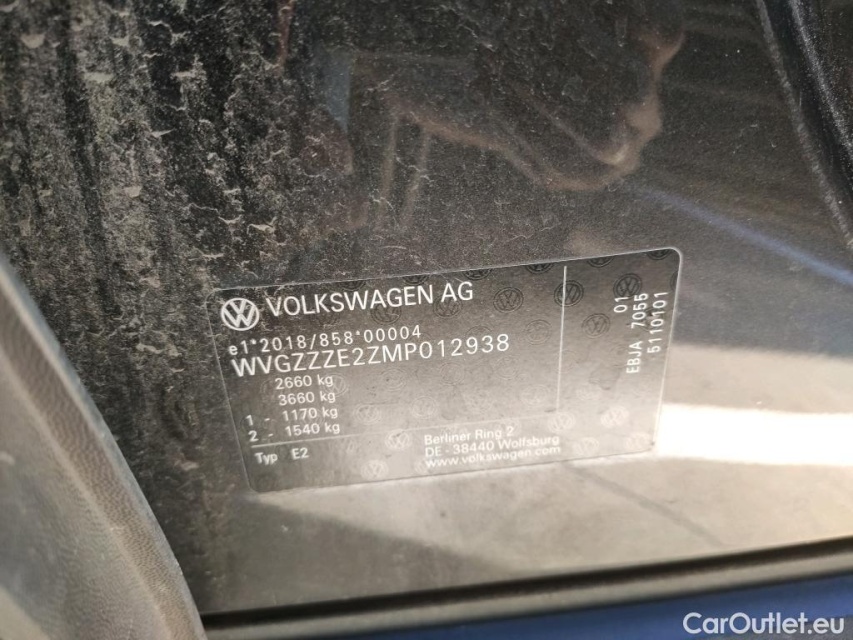 VOLKSWAGEN AG
e1*2018/858*00004
WVGZZZE2ZMP012938
2660 kg
3660 kg
1 - 1170 kg
2 - 1540 kg
Typ E2
Berliner Ring 2
DE - 38440 Wolfsburg
www.volkswagen.com
01
EBJA 7055
5110101
CarOutlet.eu